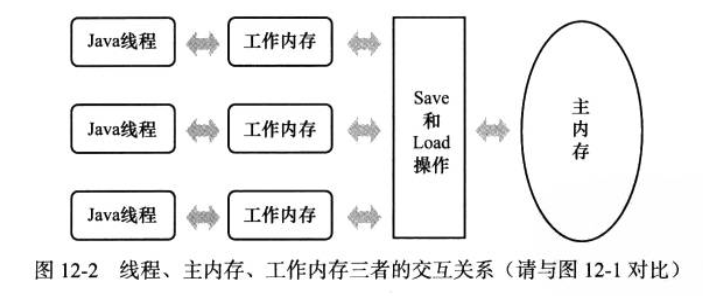 Java线程 工作内存
Save
和
Load
操作
主
内
存
Java线程 工作内存
Java线程 工作内存
图 12-2 线程、主内存、工作内存三者的交互关系（请与图 12-1 对比）